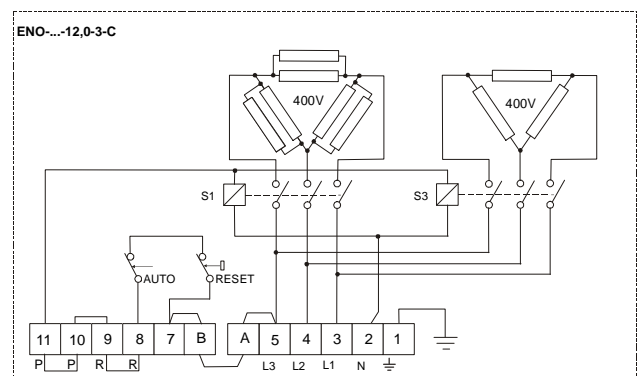 ENO-...-12,0-3-C
400V
400V
S1
S3
AUTO
RESET
11 10 9 8 7 B A 5 4 3 2 1
P P R R L3 L2 L1 N